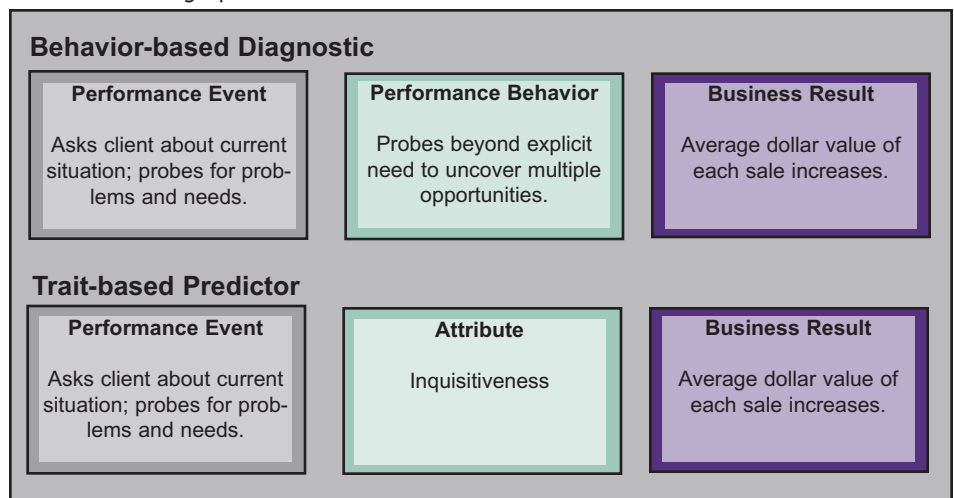 Behavior-based Diagnostic
Performance Event
Asks client about current
situation; probes for prob-
lems and needs.
Performance Behavior
Probes beyond explicit
need to uncover multiple
opportunities.
Business Result
Average dollar value of
each sale increases.
Trait-based Predictor
Performance Event
Asks client about current
situation; probes for prob-
lems and needs.
Attribute
Inquisitiveness
Business Result
Average dollar value of
each sale increases.